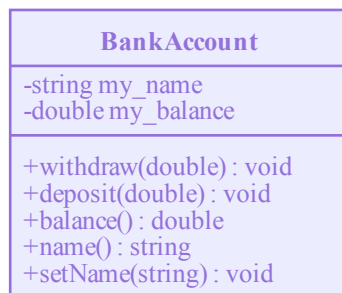 BankAccount
-string my_name
-double my_balance
+withdraw(double) : void
+deposit(double) : void
+balance() : double
+name() : string
+setName(string) : void